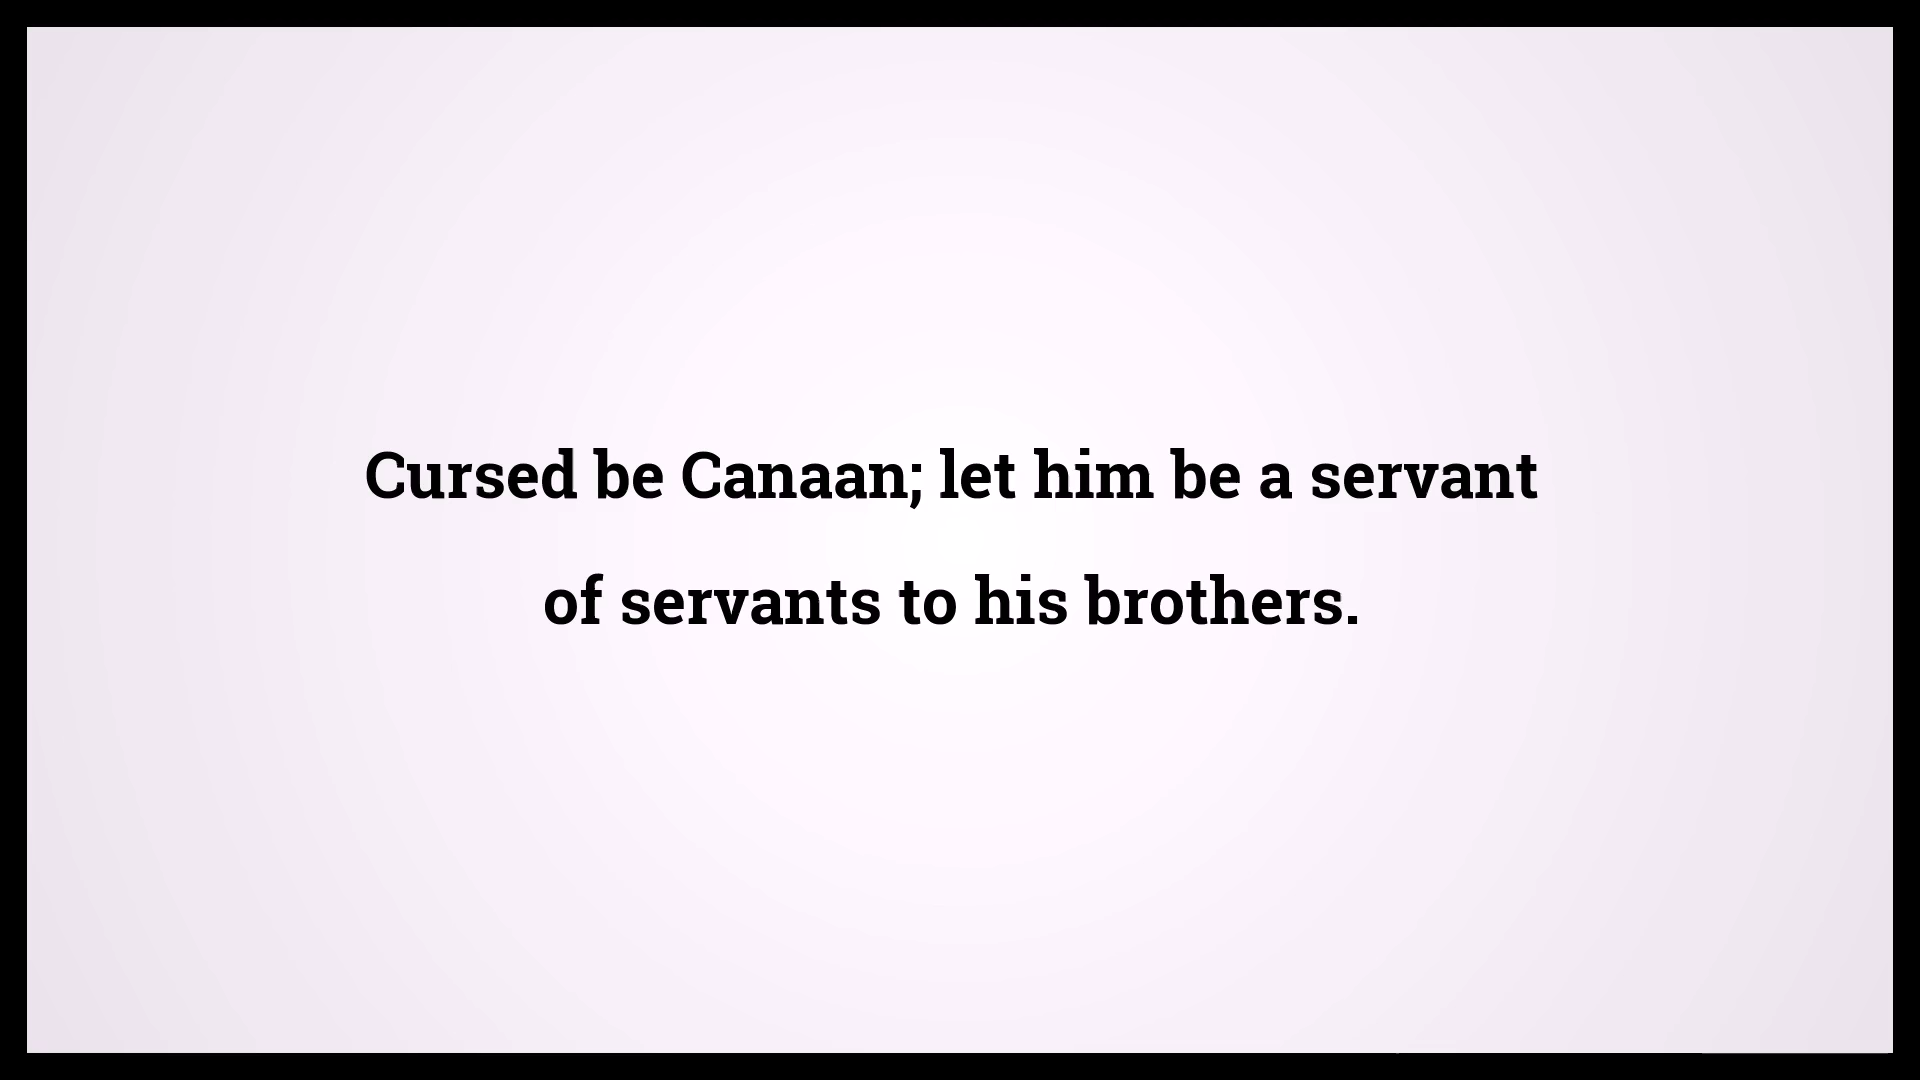 Cursed be Canaan; let him be a servant
of servants to his brothers.